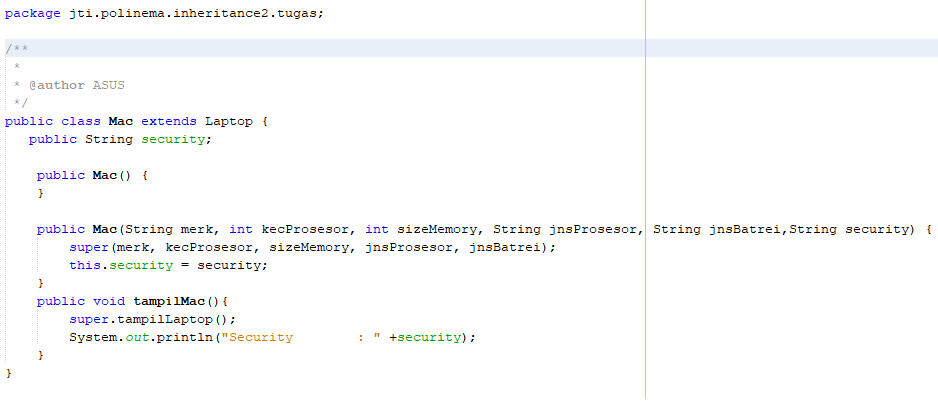 package jti.polinema.inheritance2.tugas;
/**
 *
 * @author ASUS
 */
public class Mac extends Laptop {
   public String security;
    public Mac() {
    }
    public Mac(String merk, int kecProsesor, int sizeMemory, String jnsProsesor, String jnsBatrei,String security) {
        super(merk, kecProsesor, sizeMemory, jnsProsesor, jnsBatrei);
        this.security = security;
    }
    public void tampilMac(){
        super.tampilLaptop();
        System.out.println("Security        : " +security);
    }
}